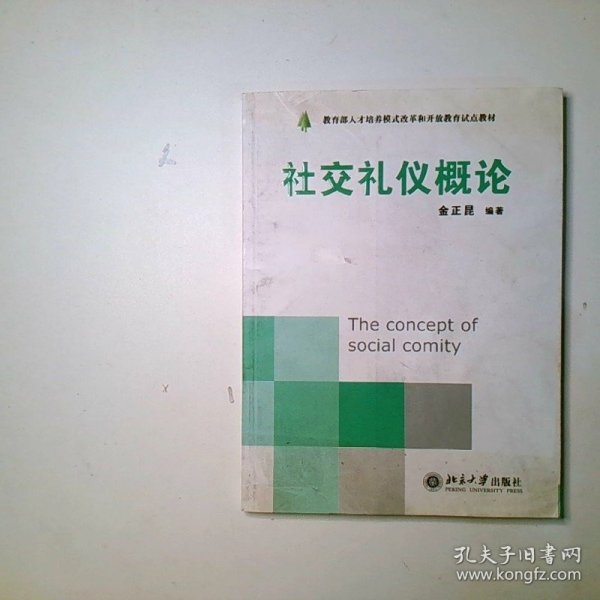 教育部人才培养模式改革和开放教育试点教材
社交礼仪概论
金正昆 编著
The concept of
social comity
北京大学出版社
PEKING UNIVERSITY PRESS
孔夫子旧书网
www.kongfz.com